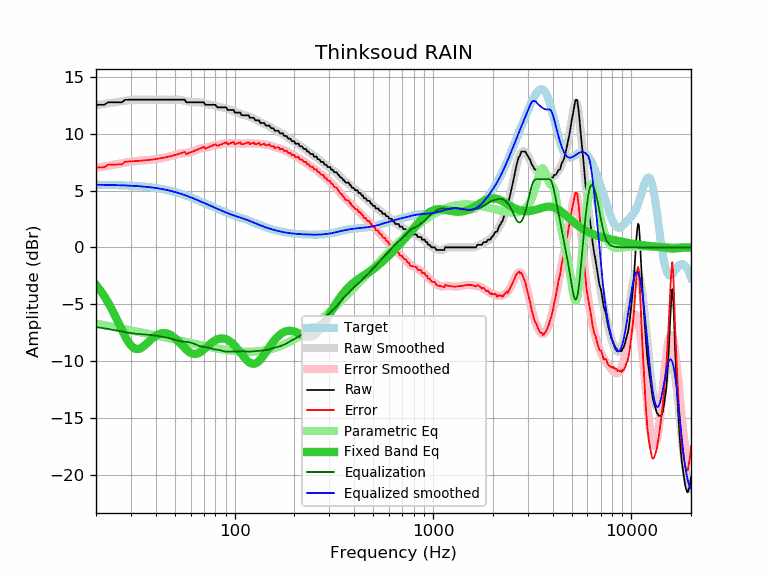 Thinksoud RAIN
15
10
5
0
−5
−10
−15
−20
Amplitude (dBr)
Target
Raw Smoothed
Error Smoothed
Raw
Error
Parametric Eq
Fixed Band Eq
Equalization
Equalized smoothed
100
1000
10000
Frequency (Hz)